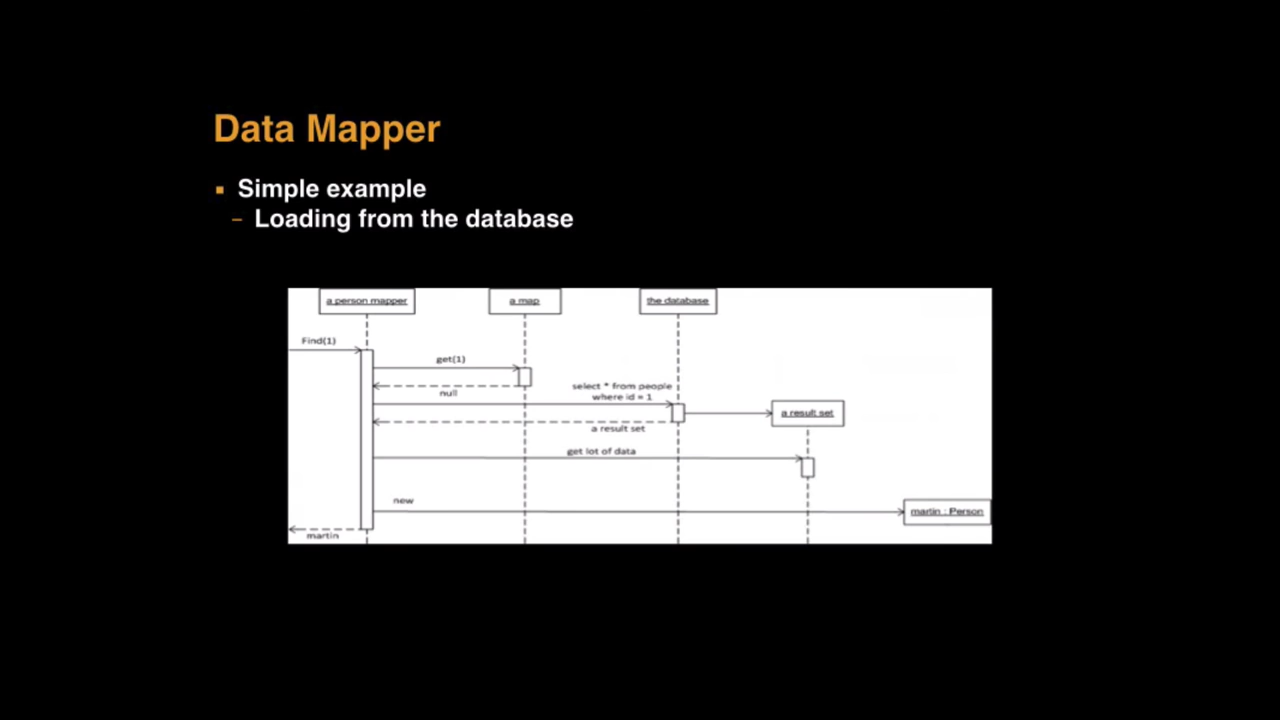 Data Mapper
▪ Simple example
– Loading from the database
a person mapper
a map
the database
Find(1)
get(1)
null
select * from people
where id = 1
a result set
a result set
get lot of data
new
martin : Person
martin